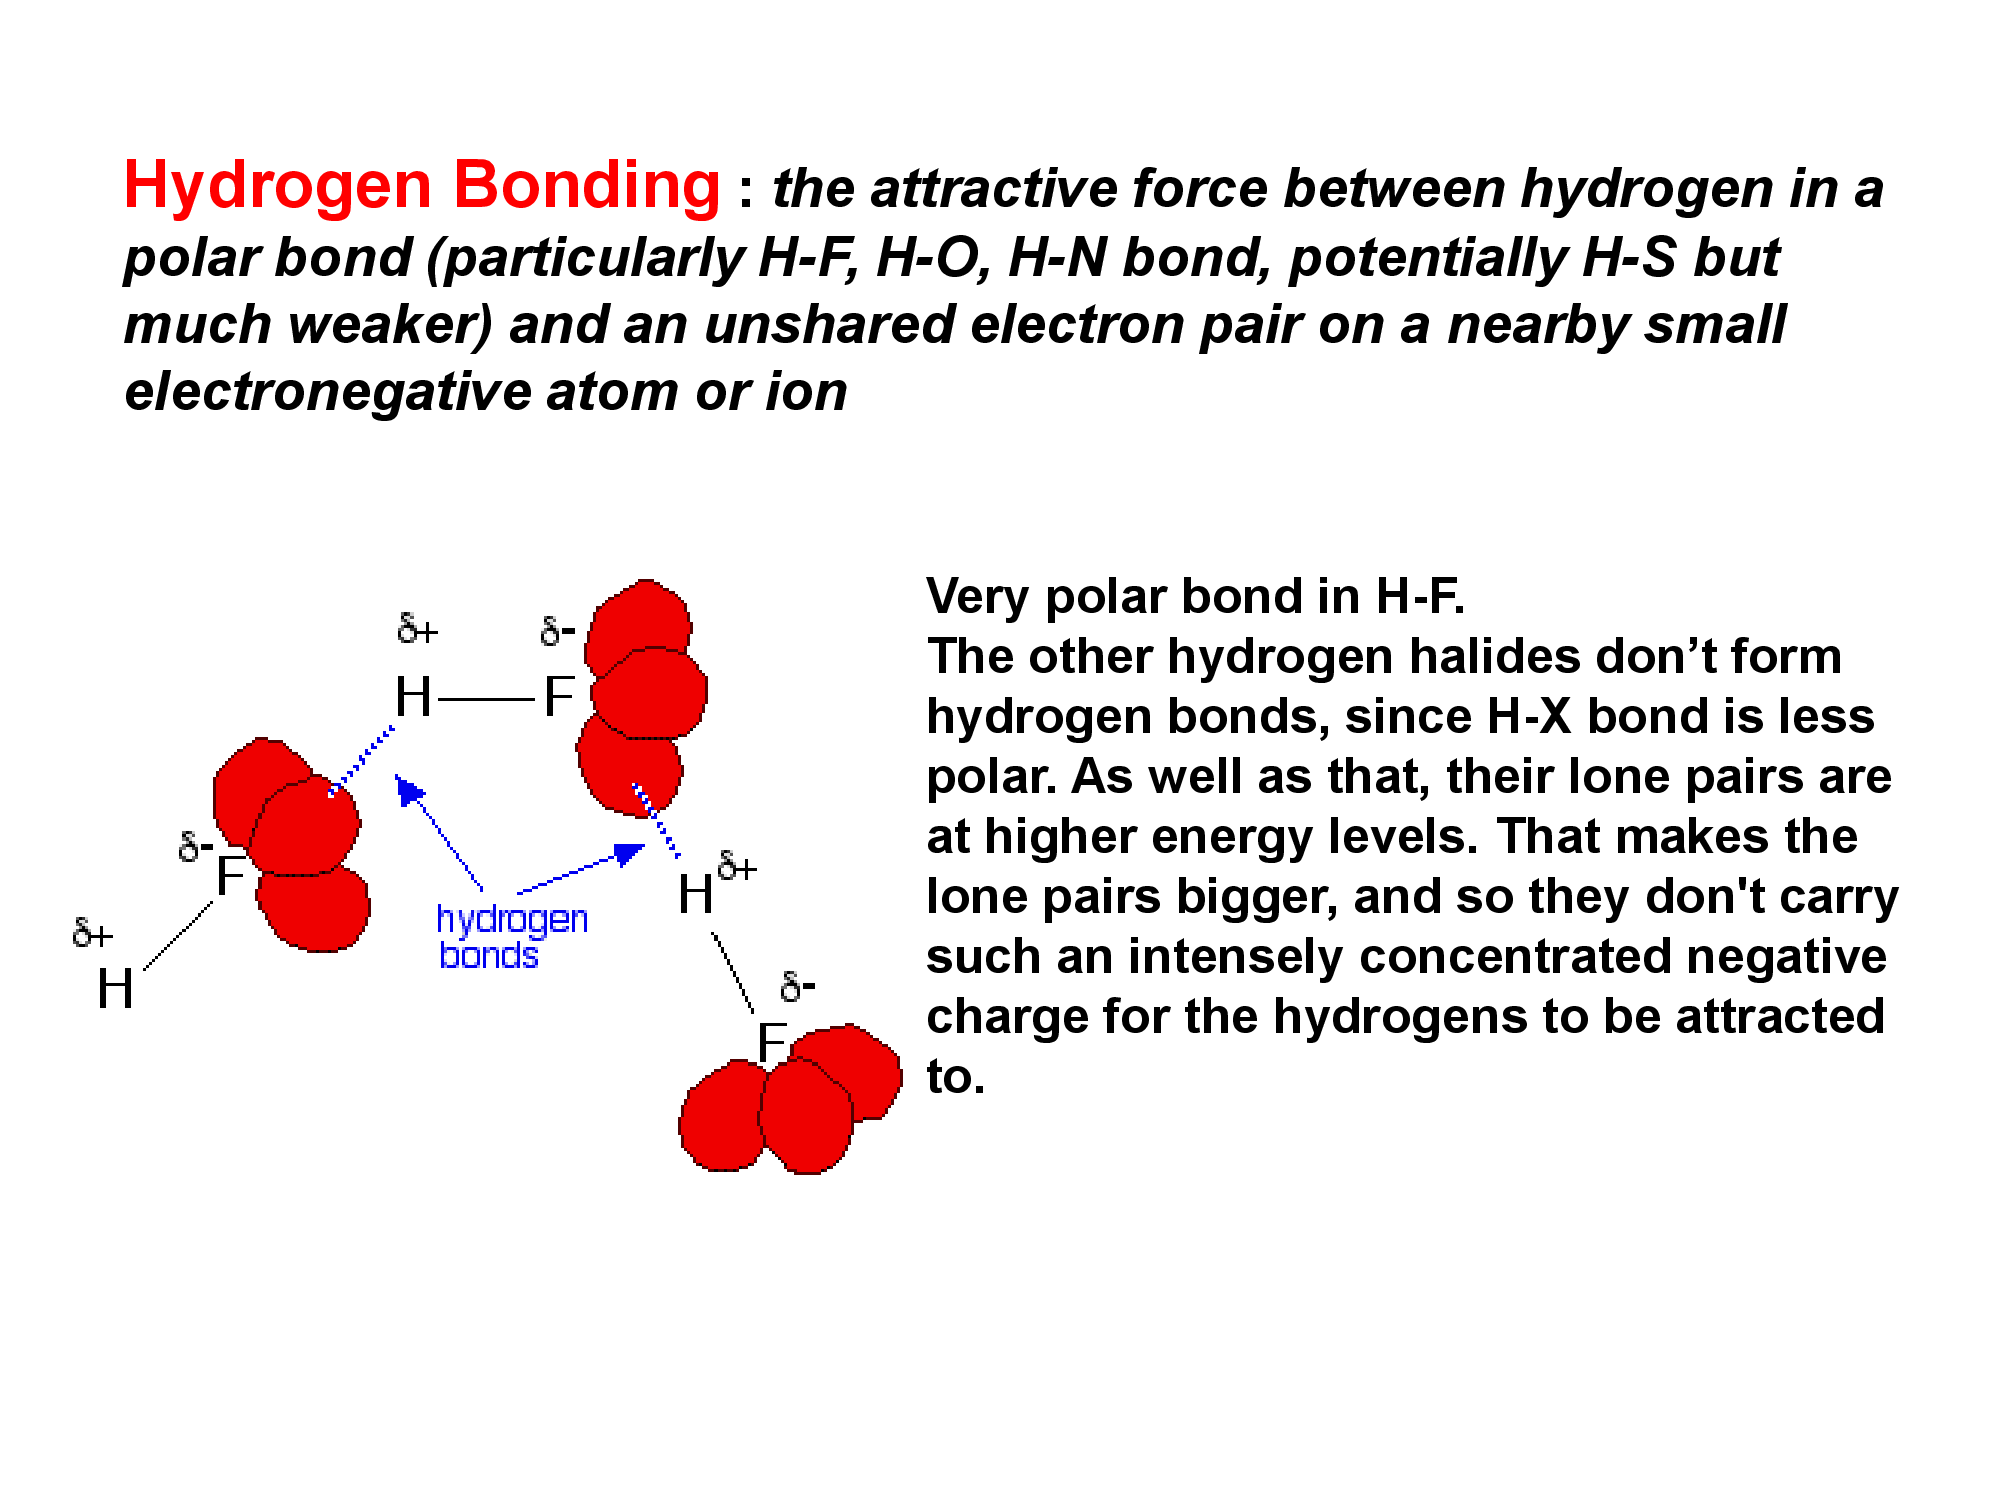 Hydrogen Bonding : the attractive force between hydrogen in a
polar bond (particularly H-F, H-O, H-N bond, potentially H-S but
much weaker) and an unshared electron pair on a nearby small
electronegative atom or ion
δ+
δ-
H
F
δ-
F
δ+
H
hydrogen
bonds
H
δ+
δ-
F
Very polar bond in H-F.
The other hydrogen halides don’t form
hydrogen bonds, since H-X bond is less
polar. As well as that, their lone pairs are
at higher energy levels. That makes the
lone pairs bigger, and so they don't carry
such an intensely concentrated negative
charge for the hydrogens to be attracted
to.